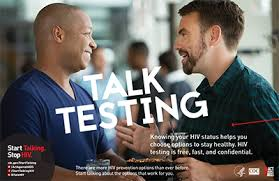 TALK
TESTING
Knowing your HIV status helps you
choose options to stay healthy. HIV
testing is free, fast, and confidential.
Start Talking.
Stop HIV.
There are more HIV prevention options than ever before.
Start talking about the options that work for you.